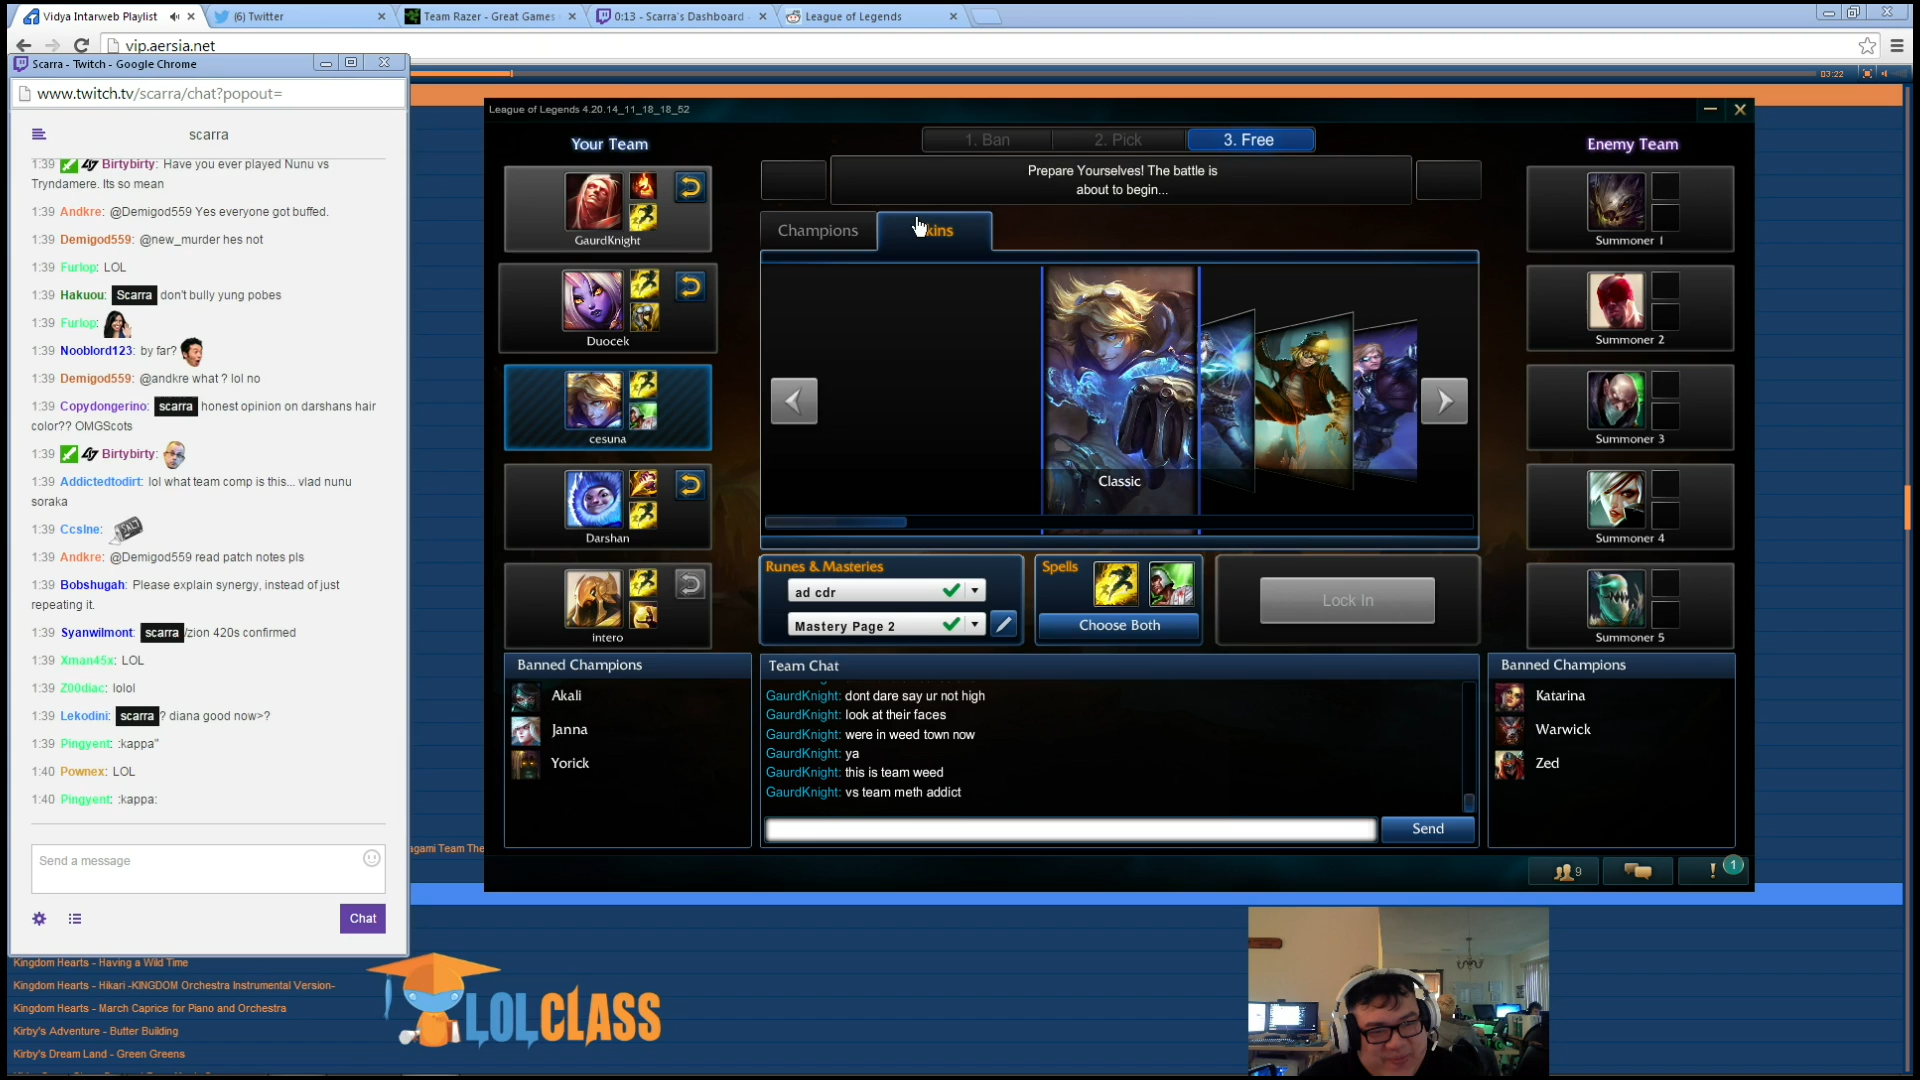 Vidya Intarweb Playlist
(6) Twitter
Team Razer - Great Games
0:13 - Scarra's Dashboard
League of Legends
vip.aersia.net
Scarra - Twitch - Google Chrome
www.twitch.tv/scarra/chat?popout=
scarra
1:39 Birtybirty: Have you ever played Nunu vs
Tryndamere. Its so mean
1:39 Andkre: @Demigod559 Yes everyone got buffed.
1:39 Demigod559: @new_murder hes not
1:39 Furlop: LOL
1:39 Hakuou: Scarra don't bully yung pobes
1:39 Furlop:
1:39 Nooblord123: by far?
1:39 Demigod559: @andkre what ? lol no
1:39 Copydongerino: scarra honest opinion on darshans hair
color?? OMGScots
1:39 Birtybirty:
1:39 Addictedtodirt: lol what team comp is this... vlad nunu
soraka
1:39 Ccslne: SALT
1:39 Andkre: @Demigod559 read patch notes pls
1:39 Bobshugah: Please explain synergy, instead of just
repeating it.
1:39 Syanwilmont: scarra /zion 420s confirmed
1:39 Xman45x: LOL
1:39 Z00diac: lolol
1:39 Lekodini: scarra ? diana good now>?
1:39 Pingyent: :kappa"
1:40 Pownex: LOL
1:40 Pingyent: :kappa:
Send a message
Chat
03:22
League of Legends 4.20.14_11_18_18_52
Your Team
1. Ban
2. Pick
3. Free
Enemy Team
Prepare Yourselves! The battle is
about to begin...
Champions
kins
GaurdKnight
Duocek
cesuna
Darshan
intero
Classic
Summoner 1
Summoner 2
Summoner 3
Summoner 4
Summoner 5
Runes & Masteries
ad cdr
Mastery Page 2
Spells
Choose Both
Lock In
Banned Champions
Akali
Janna
Yorick
Team Chat
GaurdKnight: dont dare say ur not high
GaurdKnight: look at their faces
GaurdKnight: were in weed town now
GaurdKnight: ya
GaurdKnight: this is team weed
GaurdKnight: vs team meth addict
Send
Banned Champions
Katarina
Warwick
Zed
9
1
agami Team The
Kingdom Hearts - Having a Wild Time
Kingdom Hearts - Hikari -KINGDOM Orchestra Instrumental Version-
Kingdom Hearts - March Caprice for Piano and Orchestra
Kirby's Adventure - Butter Building
Kirby's Dream Land - Green Greens
LOLCLASS